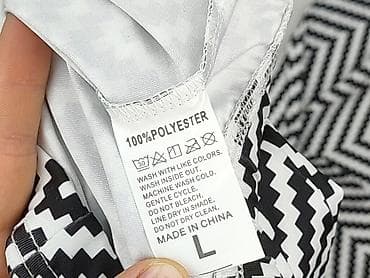 100%POLYESTER
30
WASH WITH LIKE COLORS.
WASH INSIDE OUT.
MACHINE WASH COLD.
GENTLE CYCLE.
DO NOT BLEACH.
LINE DRY IN SHADE.
DO NOT DRY CLEAN.
MADE IN CHINA
L